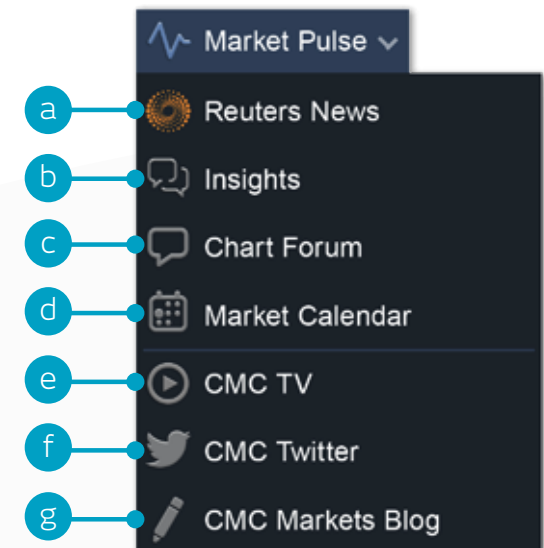 Market Pulse
a Reuters News
b Insights
c Chart Forum
d Market Calendar
e CMC TV
f CMC Twitter
g CMC Markets Blog